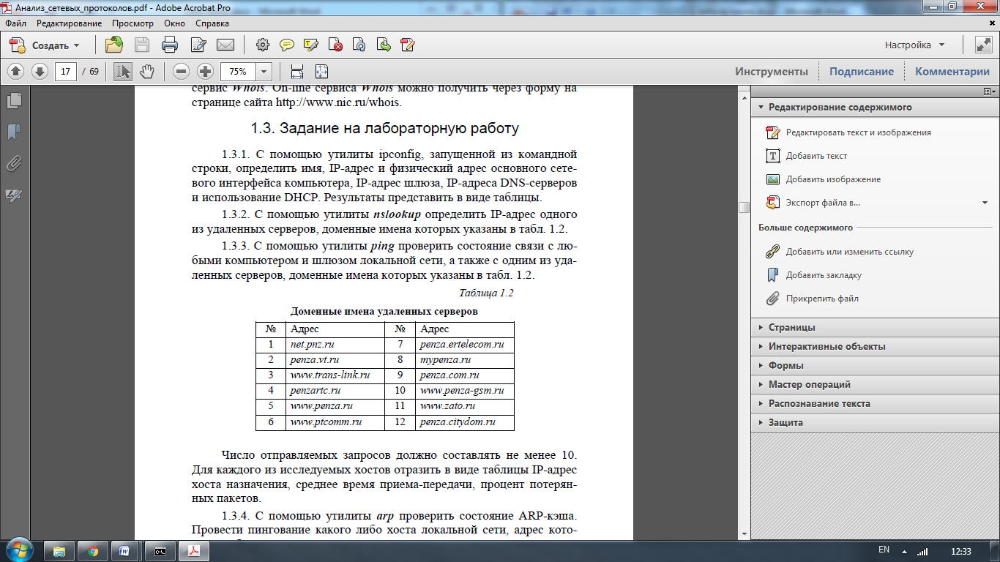 Анализ_сетевых_протоколов.pdf - Adobe Acrobat Pro
Файл Редактирование Просмотр Окно Справка
Создать
Настройка
17 / 69
75%
Инструменты Подписание Комментарии
сервис Whois. On-line сервиса Whois можно получить через форму на
странице сайта http://www.nic.ru/whois.
1.3. Задание на лабораторную работу
1.3.1. С помощью утилиты ipconfig, запущенной из командной
строки, определить имя, IP-адрес и физический адрес основного сете-
вого интерфейса компьютера, IP-адрес шлюза, IP-адреса DNS-серверов
и использование DHCP. Результаты представить в виде таблицы.
1.3.2. С помощью утилиты nslookup определить IP-адрес одного
из удаленных серверов, доменные имена которых указаны в табл. 1.2.
1.3.3. С помощью утилиты ping проверить состояние связи с лю-
быми компьютером и шлюзом локальной сети, а также с одним из уда-
ленных серверов, доменные имена которых указаны в табл. 1.2.
Таблица 1.2
Доменные имена удаленных серверов
№ Адрес № Адрес
1 net.pnz.ru 7 penza.ertelecom.ru
2 penza.vt.ru 8 mypenza.ru
3 www.trans-link.ru 9 penza.com.ru
4 penzartc.ru 10 www.penza-gsm.ru
5 www.penza.ru 11 www.zato.ru
6 www.ptcomm.ru 12 penza.citydom.ru
Число отправляемых запросов должно составлять не менее 10.
Для каждого из исследуемых хостов отразить в виде таблицы IP-адрес
хоста назначения, среднее время приема-передачи, процент потерян-
ных пакетов.
1.3.4. С помощью утилиты arp проверить состояние ARP-кэша.
Провести пингование какого либо хоста локальной сети, адрес кото-
Редактирование содержимого
Редактировать текст и изображения
Добавить текст
Добавить изображение
Экспорт файла в...
Больше содержимого
Добавить или изменить ссылку
Добавить закладку
Прикрепить файл
Страницы
Интерактивные объекты
Формы
Мастер операций
Распознавание текста
Защита
EN 12:33